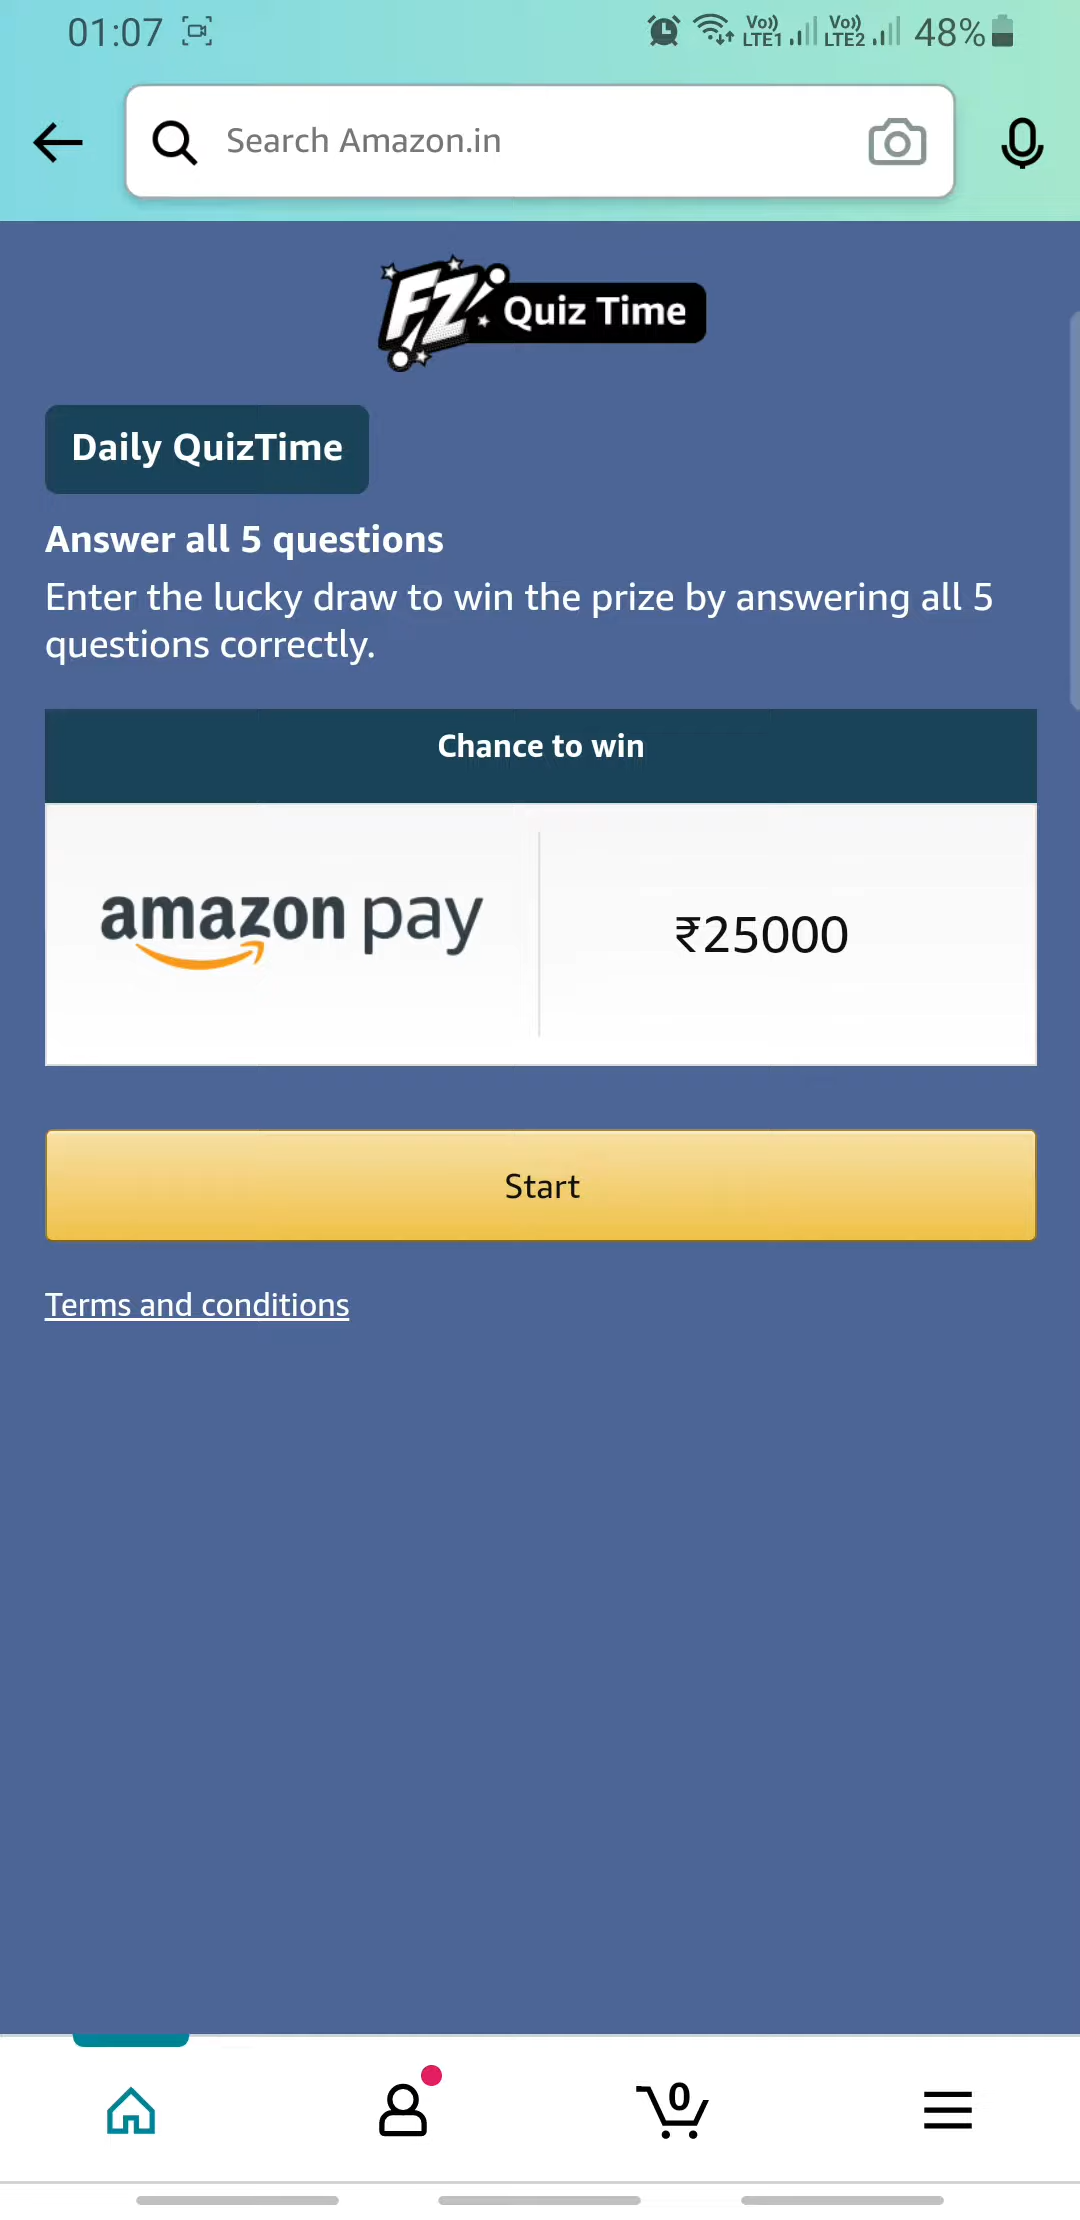 01:07
Vo)) LTE1 Vo)) LTE2 48%
Search Amazon.in
FZ Quiz Time
Daily QuizTime
Answer all 5 questions
Enter the lucky draw to win the prize by answering all 5
questions correctly.
Chance to win
amazon pay
₹25000
Start
Terms and conditions
0